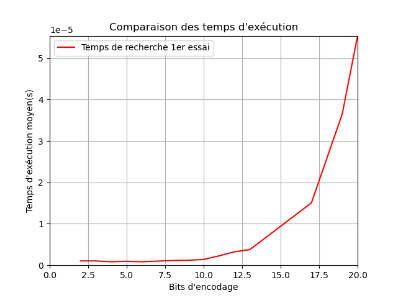 Comparaison des temps d'exécution
1e−5
Temps de recherche 1er essai
5
4
3
2
1
0
Temps d'exécution moyen(s)
0.0 2.5 5.0 7.5 10.0 12.5 15.0 17.5 20.0
Bits d'encodage